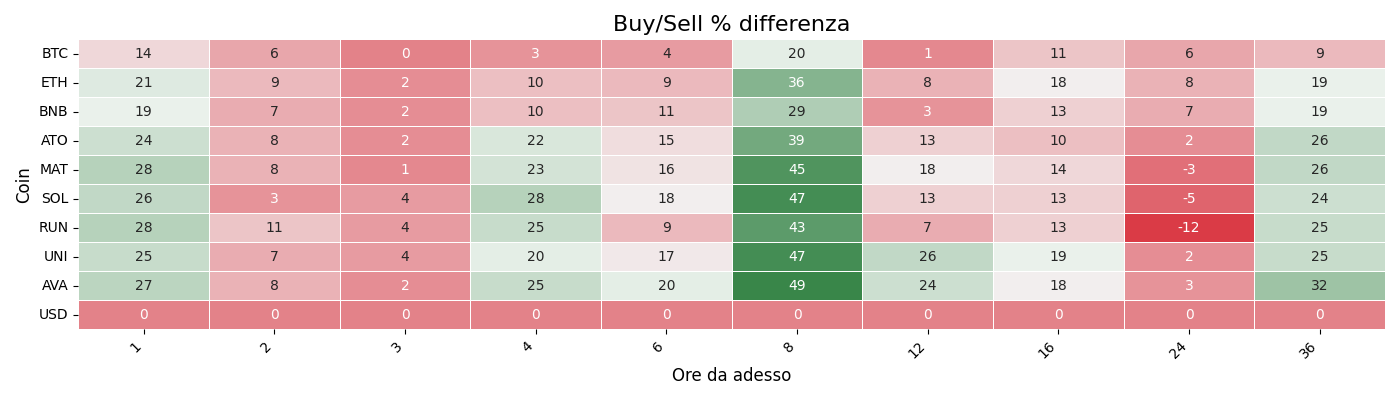 Buy/Sell % differenza
Coin
BTC 14 6 0 3 4 20 1 11 6 9
ETH 21 9 2 10 9 36 8 18 8 19
BNB 19 7 2 10 11 29 3 13 7 19
ATO 24 8 2 22 15 39 13 10 2 26
MAT 28 8 1 23 16 45 18 14 -3 26
SOL 26 3 4 28 18 47 13 13 -5 24
RUN 28 11 4 25 9 43 7 13 -12 25
UNI 25 7 4 20 17 47 26 19 2 25
AVA 27 8 2 25 20 49 24 18 3 32
USD 0 0 0 0 0 0 0 0 0 0
1 2 3 4 6 8 12 16 24 36
Ore da adesso